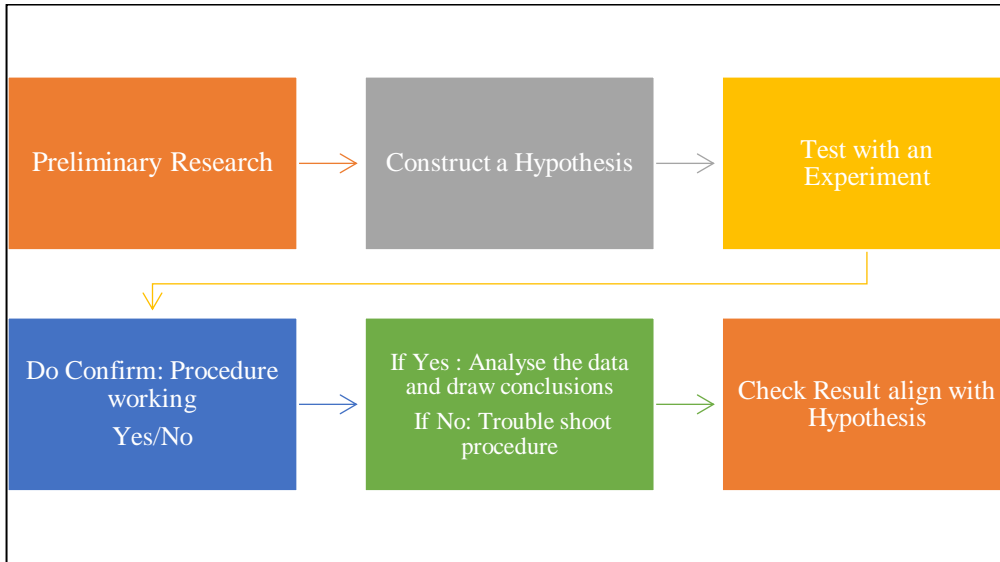 Preliminary Research
Construct a Hypothesis
Test with an
Experiment
Do Confirm: Procedure
working
Yes/No
If Yes : Analyse the data
and draw conclusions
If No: Trouble shoot
procedure
Check Result align with
Hypothesis